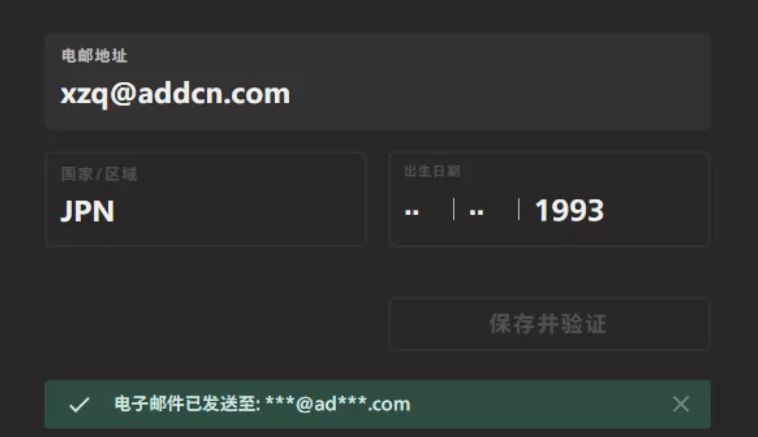 电邮地址
xzq@addcn.com
国家/区域
出生日期
JPN
•• | •• | 1993
保存并验证
电子邮件已发送至: ***@ad***.com